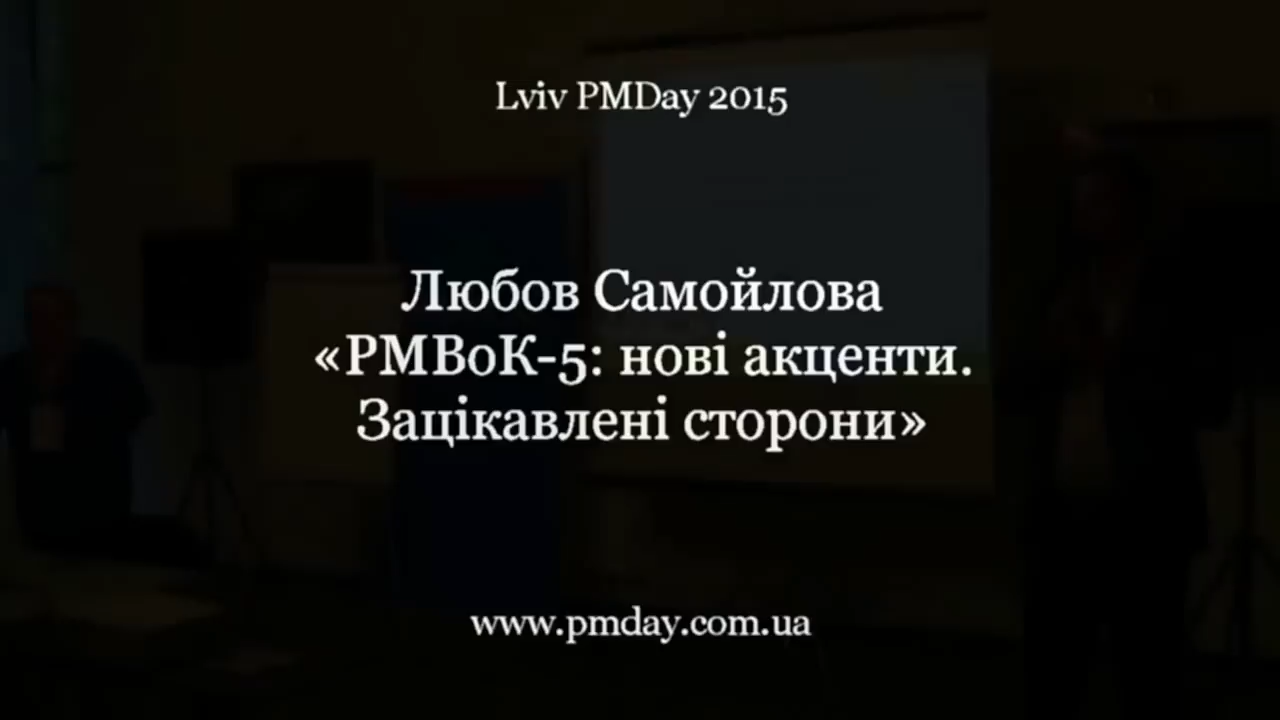 Lviv PMDay 2015
Любов Самойлова
«PMBoK-5: нові акценти.
Зацікавлені сторони»
www.pmday.com.ua